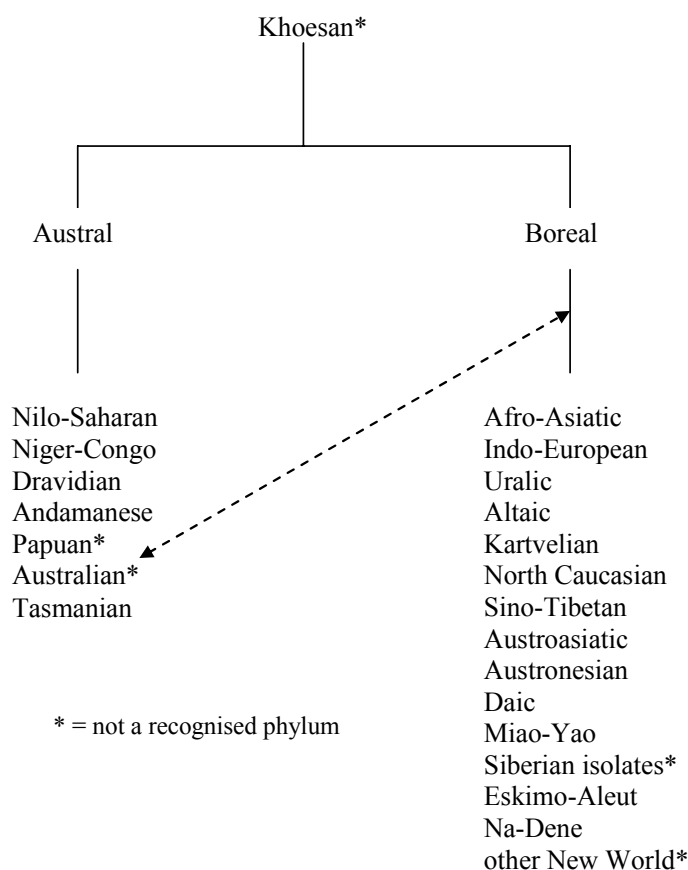 Khoesan*
Austral
Boreal
Nilo-Saharan
Niger-Congo
Dravidian
Andamanese
Papuan*
Australian*
Tasmanian
* = not a recognised phylum
Afro-Asiatic
Indo-European
Uralic
Altaic
Kartvelian
North Caucasian
Sino-Tibetan
Austroasiatic
Austronesian
Daic
Miao-Yao
Siberian isolates*
Eskimo-Aleut
Na-Dene
other New World*